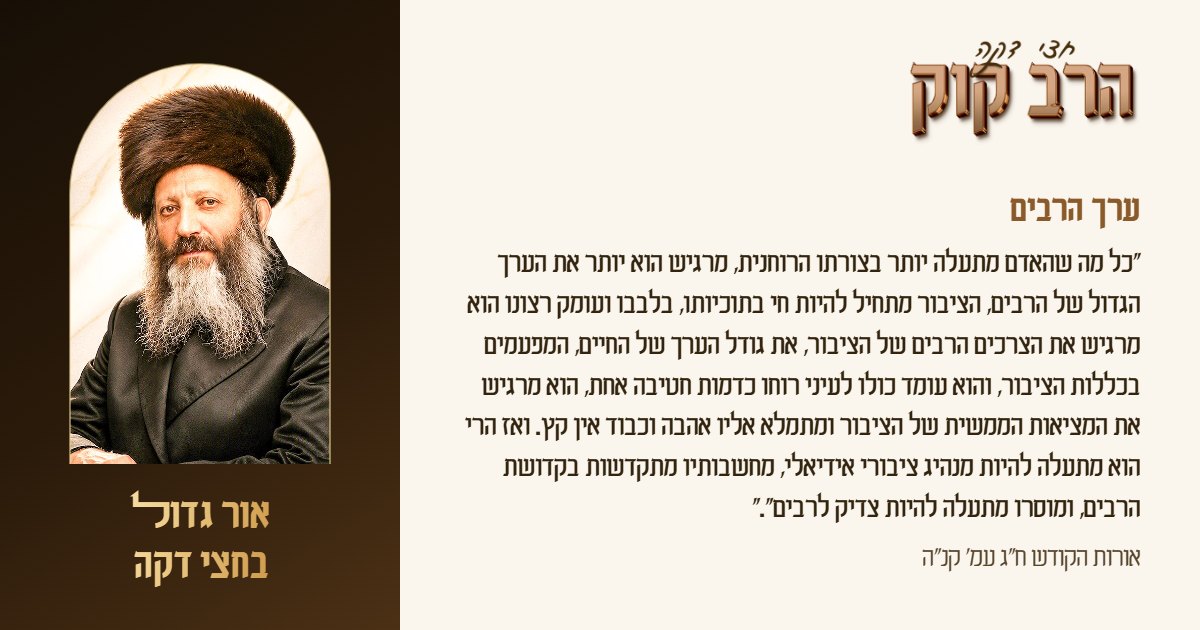 חצי דקה
הרב קוק
ערך הרבים
"כל מה שהאדם מתעלה יותר בצורתו הרוחנית, מרגיש הוא יותר את הערך
הגדול של הרבים, הציבור מתחיל להיות חי בתוכיותו, בלבבו ועומק רצונו הוא
מרגיש את הצרכים הרבים של הציבור, את גודל הערך של החיים, המפעמים
בכללות הציבור, והוא עומד כולו לעיני רוחו כדמות חטיבה אחת, הוא מרגיש
את המציאות הממשית של הציבור ומתמלא אליו אהבה וכבוד אין קץ. ואז הרי
הוא מתעלה להיות מנהיג ציבורי אידיאלי, מחשבותיו מתקדשות בקדושת
הרבים, ומוסרו מתעלה להיות צדיק לרבים"."
אורות הקודש ח"ג עמ' קנ"ה
אור גדול
בחצי דקה